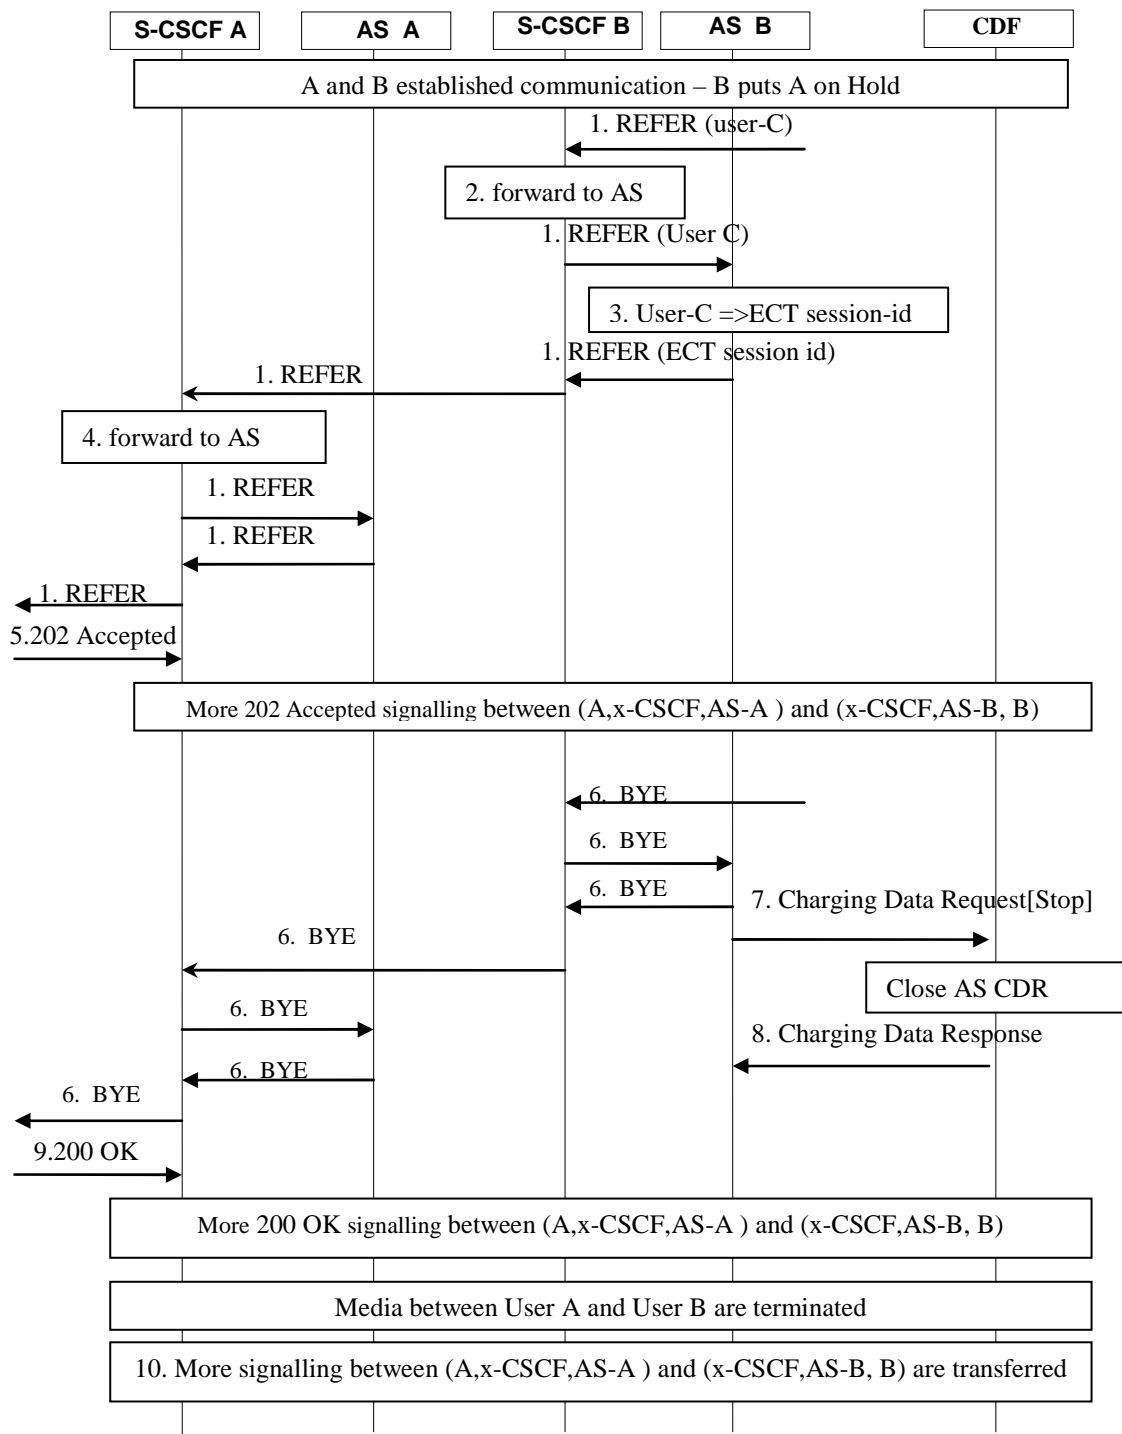 S-CSCF A
AS A
S-CSCF B
AS B
CDF
A and B established communication – B puts A on Hold
1. REFER (user-C)
2. forward to AS
1. REFER (User C)
3. User-C =>ECT session-id
1. REFER (ECT session id)
1. REFER
4. forward to AS
1. REFER
1. REFER
1. REFER
5.202 Accepted
More 202 Accepted signalling between (A,x-CSCF,AS-A ) and (x-CSCF,AS-B, B)
6. BYE
6. BYE
6. BYE
7. Charging Data Request[Stop]
6. BYE
Close AS CDR
6. BYE
8. Charging Data Response
6. BYE
6. BYE
9.200 OK
More 200 OK signalling between (A,x-CSCF,AS-A ) and (x-CSCF,AS-B, B)
Media between User A and User B are terminated
10. More signalling between (A,x-CSCF,AS-A ) and (x-CSCF,AS-B, B) are transferred